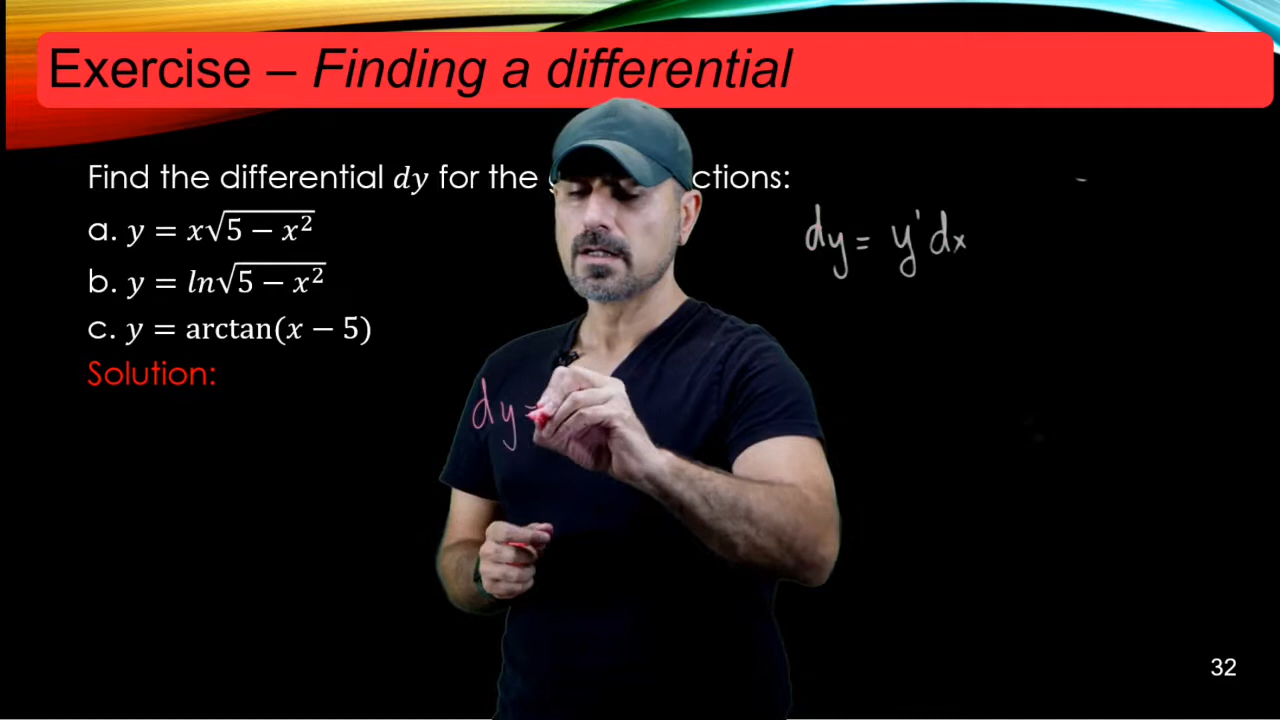 Exercise – Finding a differential
Find the differential dy for the ctions:
a. y = x√(5 − x²)
dy = y' dx
b. y = ln√(5 − x²)
c. y = arctan(x − 5)
Solution:
dy =
32